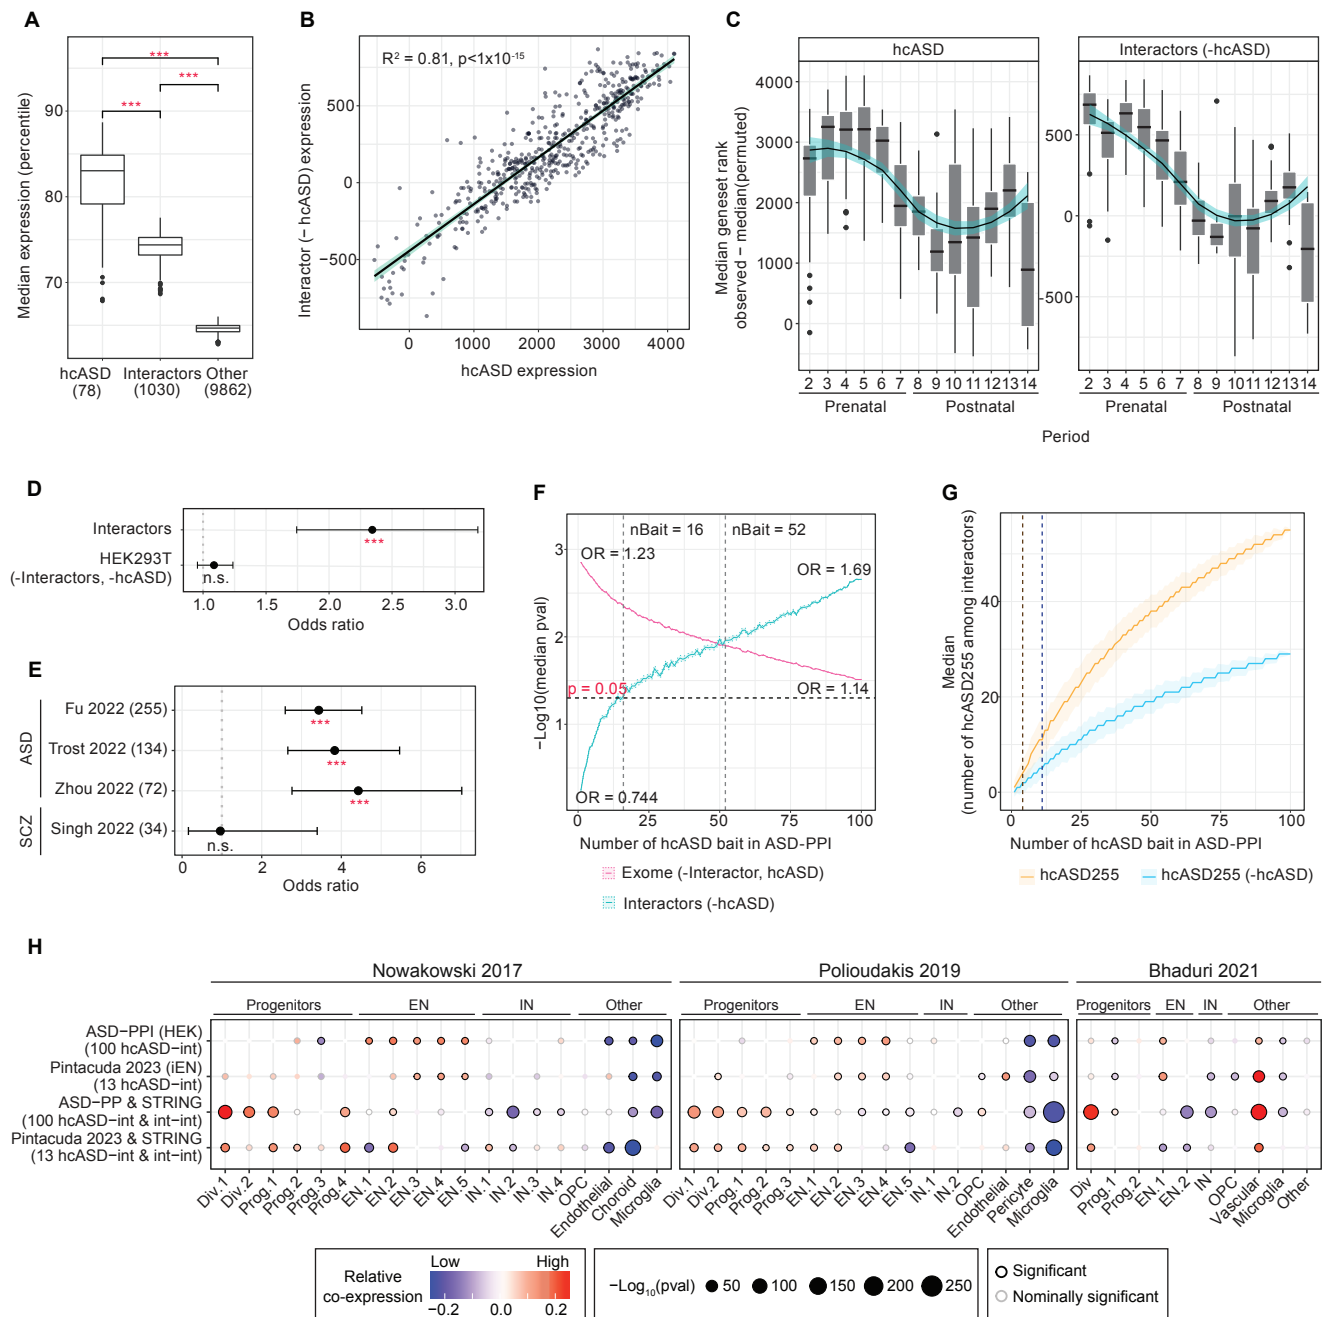 A
Median expression (percentile)
90
80
70
***
***
***
hcASD
(78)
Interactors
(1030)
Other
(9862)
B
R² = 0.81, p<1x10⁻¹⁵
Interactor (− hcASD) expression
500
0
−500
0 1000 2000 3000 4000
hcASD expression
C
hcASD
Interactors (-hcASD)
Median geneset rank
observed − median(permuted)
4000
3000
2000
1000
0
500
0
-500
2 3 4 5 6 7 8 9 10 11 12 13 14
Prenatal Postnatal
2 3 4 5 6 7 8 9 10 11 12 13 14
Prenatal Postnatal
Period
D
Interactors
HEK293T
(-Interactors, -hcASD)
***
n.s.
1.0 1.5 2.0 2.5 3.0
Odds ratio
E
ASD
SCZ
Fu 2022 (255)
Trost 2022 (134)
Zhou 2022 (72)
Singh 2022 (34)
***
***
***
n.s.
0 2 4 6
Odds ratio
F
nBait = 16
nBait = 52
OR = 1.23
OR = 1.69
p = 0.05
OR = 1.14
OR = 0.744
−Log10(median pval)
3
2
1
0 25 50 75 100
Number of hcASD bait in ASD-PPI
Exome (-Interactor, hcASD)
Interactors (-hcASD)
G
Median
(number of hcASD255 among interactors)
40
20
0
0 25 50 75 100
Number of hcASD bait in ASD-PPI
hcASD255
hcASD255 (-hcASD)
H
Nowakowski 2017
Polioudakis 2019
Bhaduri 2021
Progenitors EN IN Other
Progenitors EN IN Other
Progenitors EN IN Other
ASD−PPI (HEK)
(100 hcASD−int)
Pintacuda 2023 (iEN)
(13 hcASD−int)
ASD−PP & STRING
(100 hcASD−int & int−int)
Pintacuda 2023 & STRING
(13 hcASD−int & int−int)
Div.1 Div.2 Prog.1 Prog.2 Prog.3 Prog.4 EN.1 EN.2 EN.3 EN.4 EN.5 IN.1 IN.2 IN.3 IN.4 OPC Endothelial Choroid Microglia
Div.1 Div.2 Prog.1 Prog.2 Prog.3 EN.1 EN.2 EN.3 EN.4 EN.5 IN.1 IN.2 OPC Endothelial Pericyte Microglia
Div Prog.1 Prog.2 EN.1 EN.2 IN OPC Vascular Microglia Other
Relative
co-expression
Low High
−0.2 0.0 0.2
−Log₁₀(pval) 50 100 150 200 250
Significant
Nominally significant